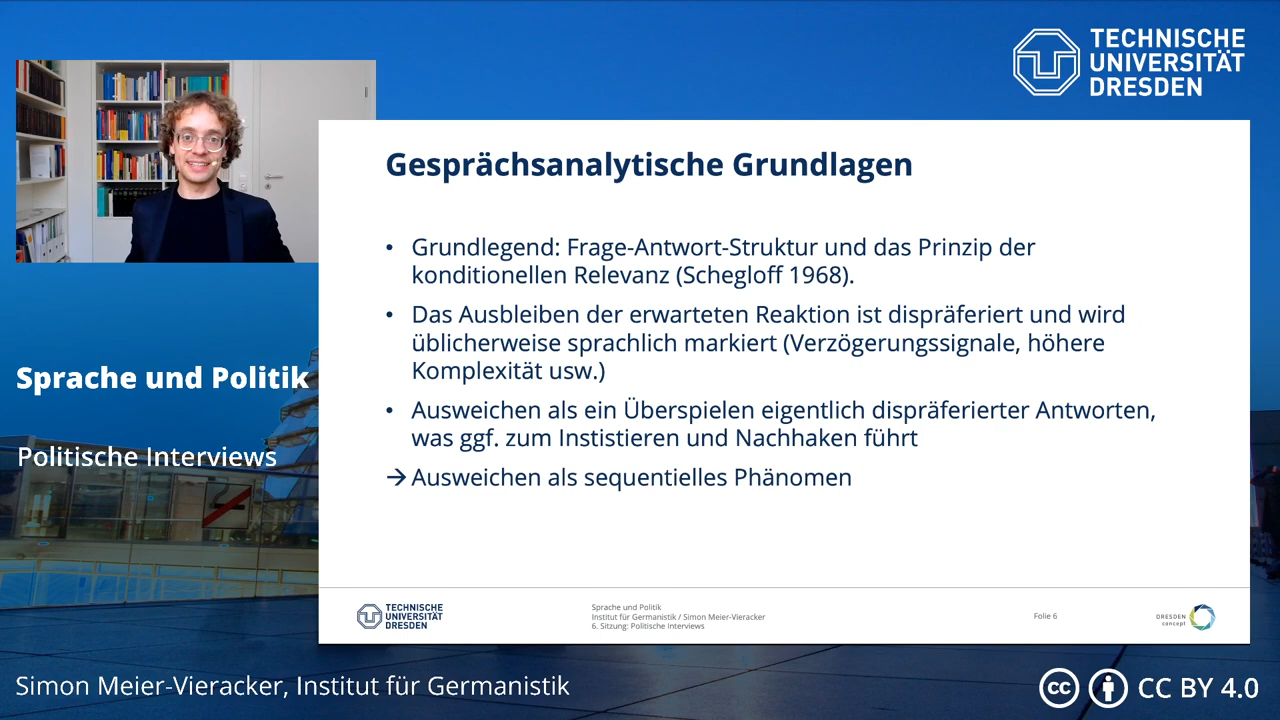 TECHNISCHE
UNIVERSITÄT
DRESDEN
Gesprächsanalytische Grundlagen
• Grundlegend: Frage-Antwort-Struktur und das Prinzip der
konditionellen Relevanz (Schegloff 1968).
• Das Ausbleiben der erwarteten Reaktion ist dispräferiert und wird
üblicherweise sprachlich markiert (Verzögerungssignale, höhere
Komplexität usw.)
• Ausweichen als ein Überspielen eigentlich dispräferierter Antworten,
was ggf. zum Instistieren und Nachhaken führt
→ Ausweichen als sequentielles Phänomen
Sprache und Politik
Politische Interviews
TECHNISCHE
UNIVERSITÄT
DRESDEN
Sprache und Politik
Institut für Germanistik / Simon Meier-Vieracker
6. Sitzung: Politische Interviews
Folie 6
DRESDEN
concept
Simon Meier-Vieracker, Institut für Germanistik
cc CC BY 4.0